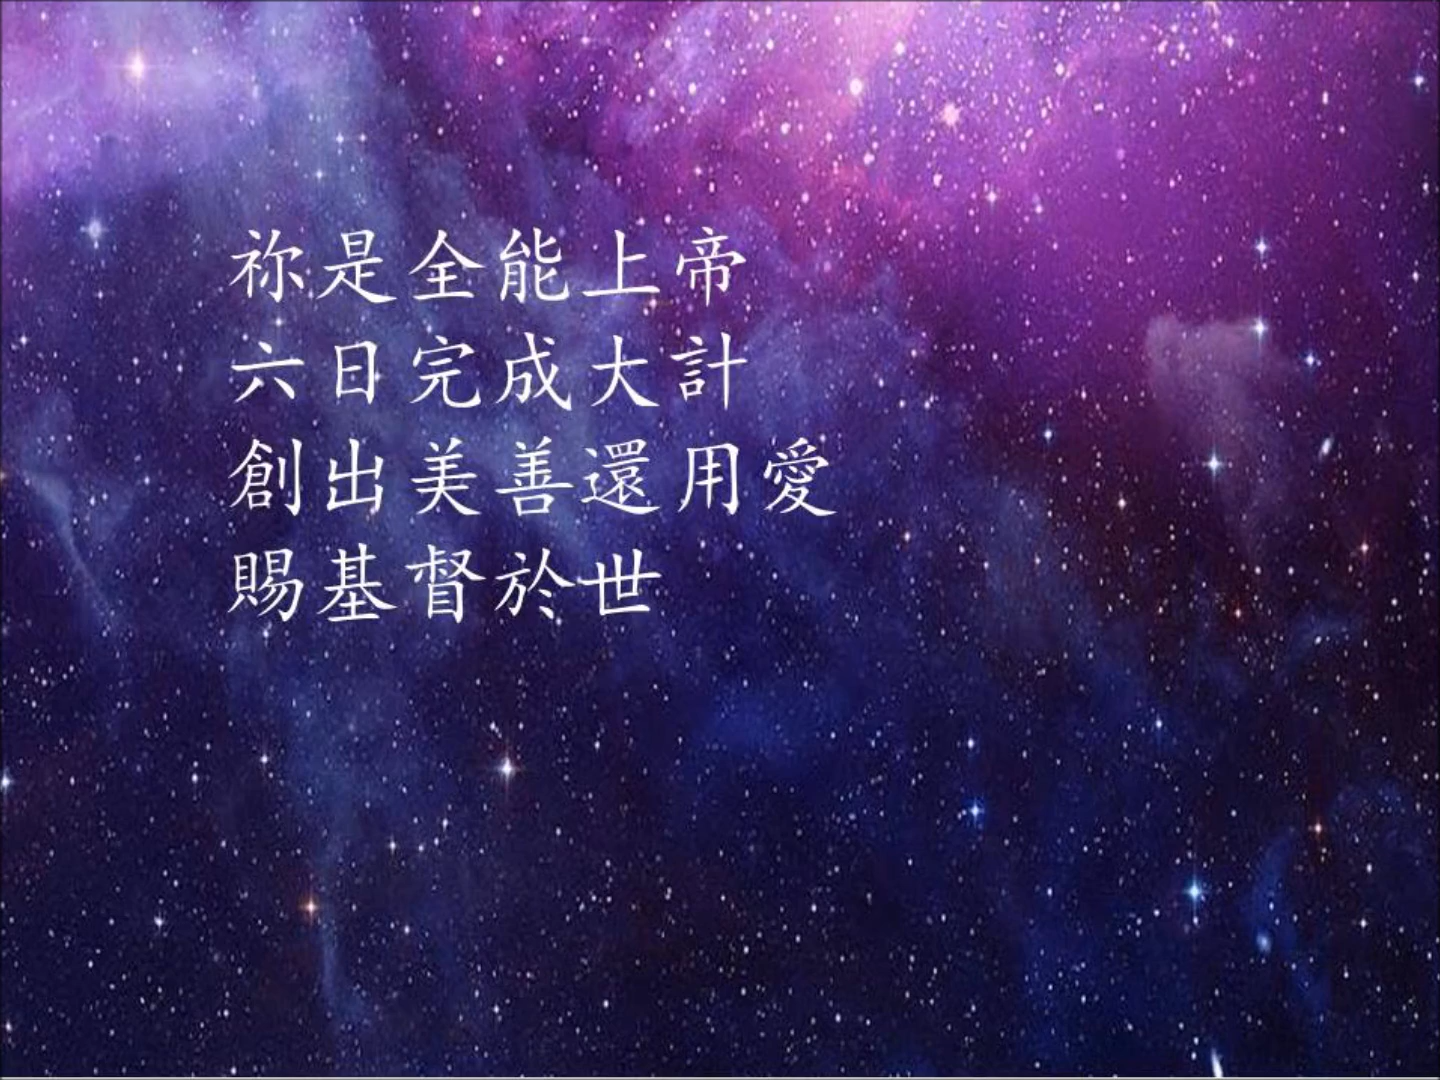 祢是全能上帝
六日完成大計
創出美善還用愛
賜基督於世